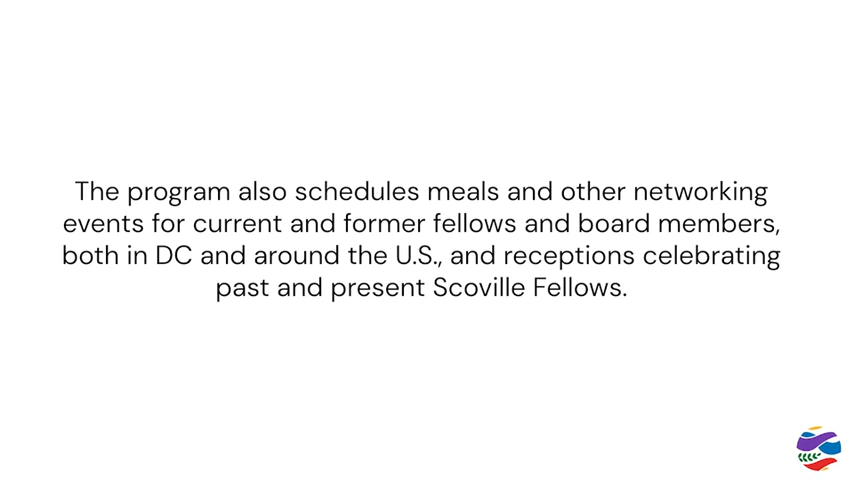 The program also schedules meals and other networking
events for current and former fellows and board members,
both in DC and around the U.S., and receptions celebrating
past and present Scoville Fellows.